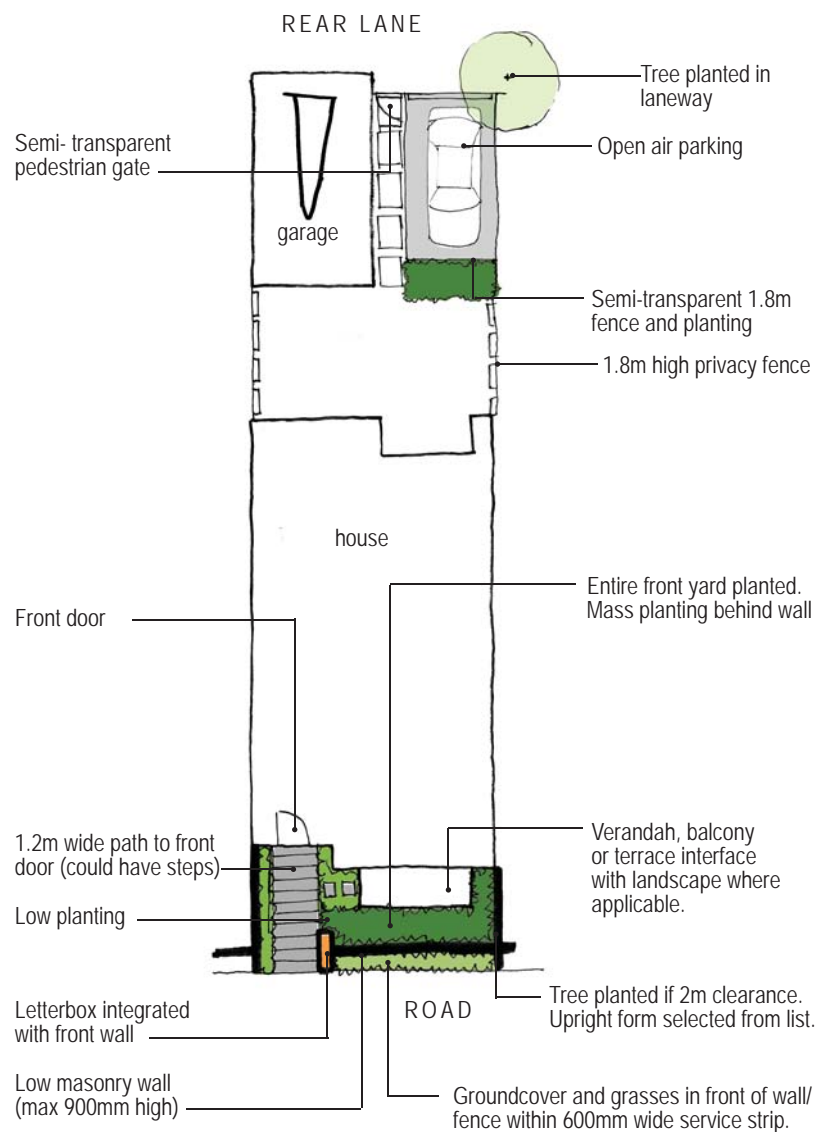 REAR LANE
Tree planted in
laneway
Semi- transparent
pedestrian gate
Open air parking
garage
Semi-transparent 1.8m
fence and planting
1.8m high privacy fence
house
Entire front yard planted.
Mass planting behind wall
Front door
1.2m wide path to front
door (could have steps)
Verandah, balcony
or terrace interface
with landscape where
applicable.
Low planting
Letterbox integrated
with front wall
ROAD
Tree planted if 2m clearance.
Upright form selected from list.
Low masonry wall
(max 900mm high)
Groundcover and grasses in front of wall/
fence within 600mm wide service strip.